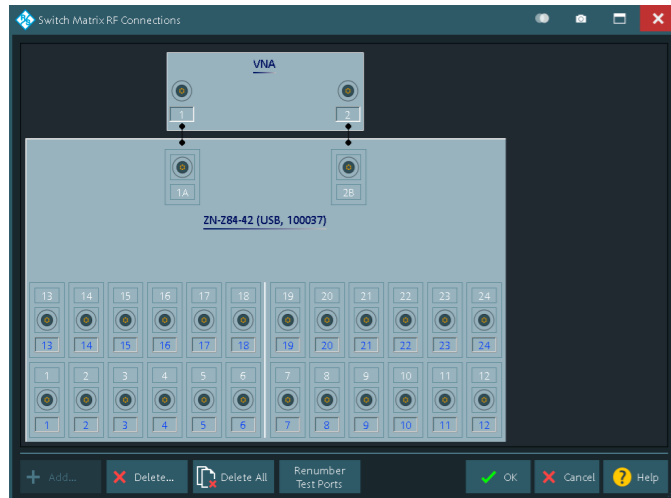 Switch Matrix RF Connections
VNA
1 2
1A 2B
ZN-Z84-42 (USB, 100037)
13 14 15 16 17 18 19 20 21 22 23 24
13 14 15 16 17 18 19 20 21 22 23 24
1 2 3 4 5 6 7 8 9 10 11 12
1 2 3 4 5 6 7 8 9 10 11 12
Add... Delete... Delete All Renumber
Test Ports OK Cancel ? Help